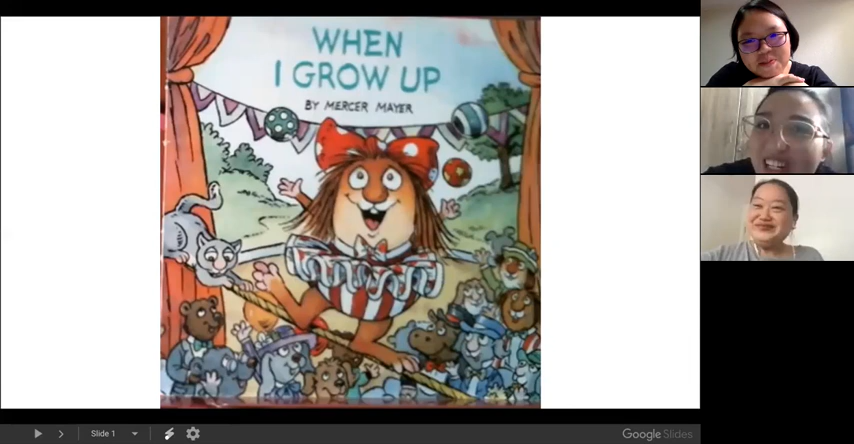 WHEN
I GROW UP
BY MERCER MAYER
Slide 1
Google Slides